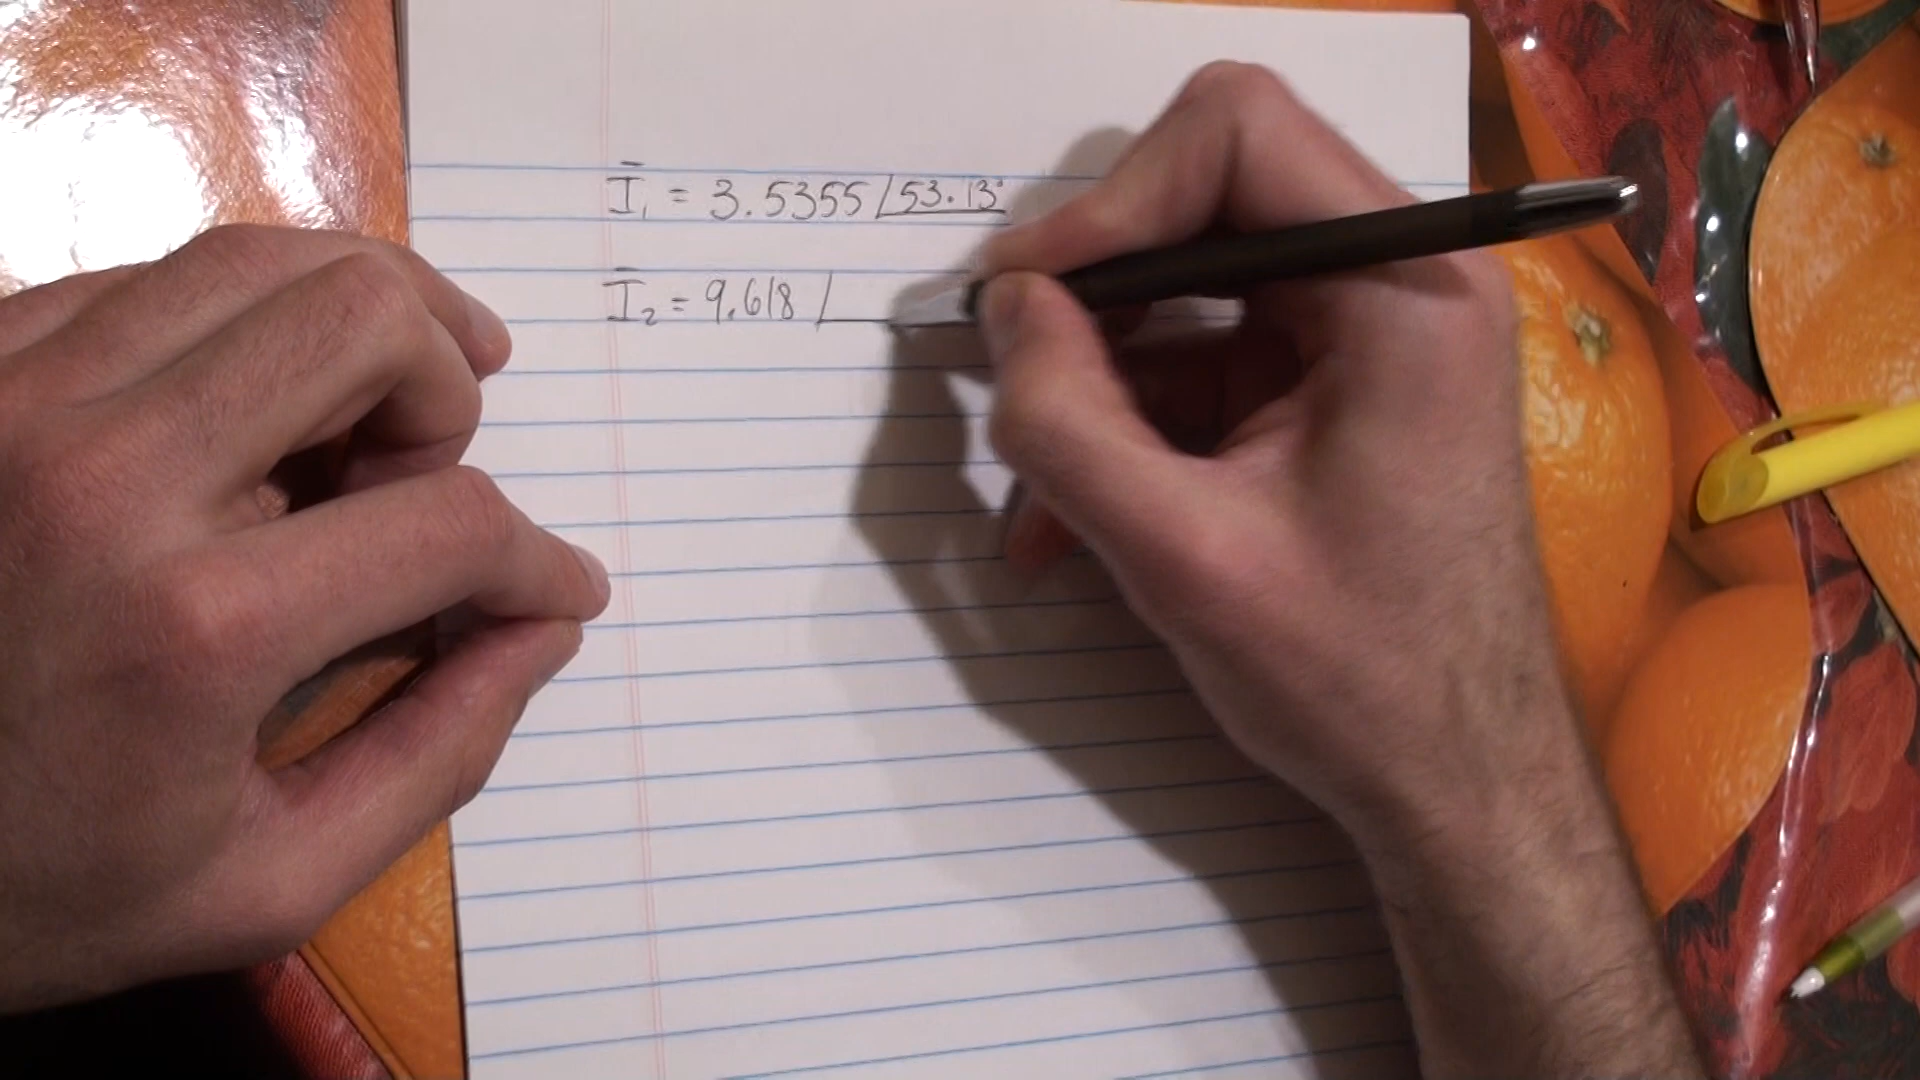 Ī₁ = 3.5355 ∠53.13°
Ī₂ = 9.618 ∠